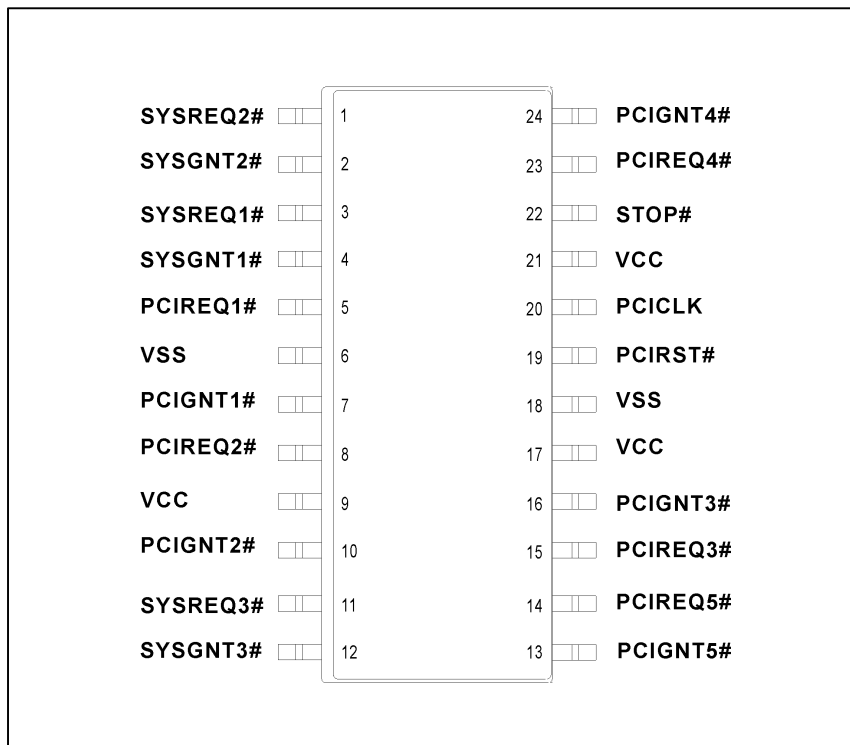 SYSREQ2# 1 24 PCIGNT4#
SYSGNT2# 2 23 PCIREQ4#
SYSREQ1# 3 22 STOP#
SYSGNT1# 4 21 VCC
PCIREQ1# 5 20 PCICLK
VSS 6 19 PCIRST#
PCIGNT1# 7 18 VSS
PCIREQ2# 8 17 VCC
VCC 9 16 PCIGNT3#
PCIGNT2# 10 15 PCIREQ3#
SYSREQ3# 11 14 PCIREQ5#
SYSGNT3# 12 13 PCIGNT5#